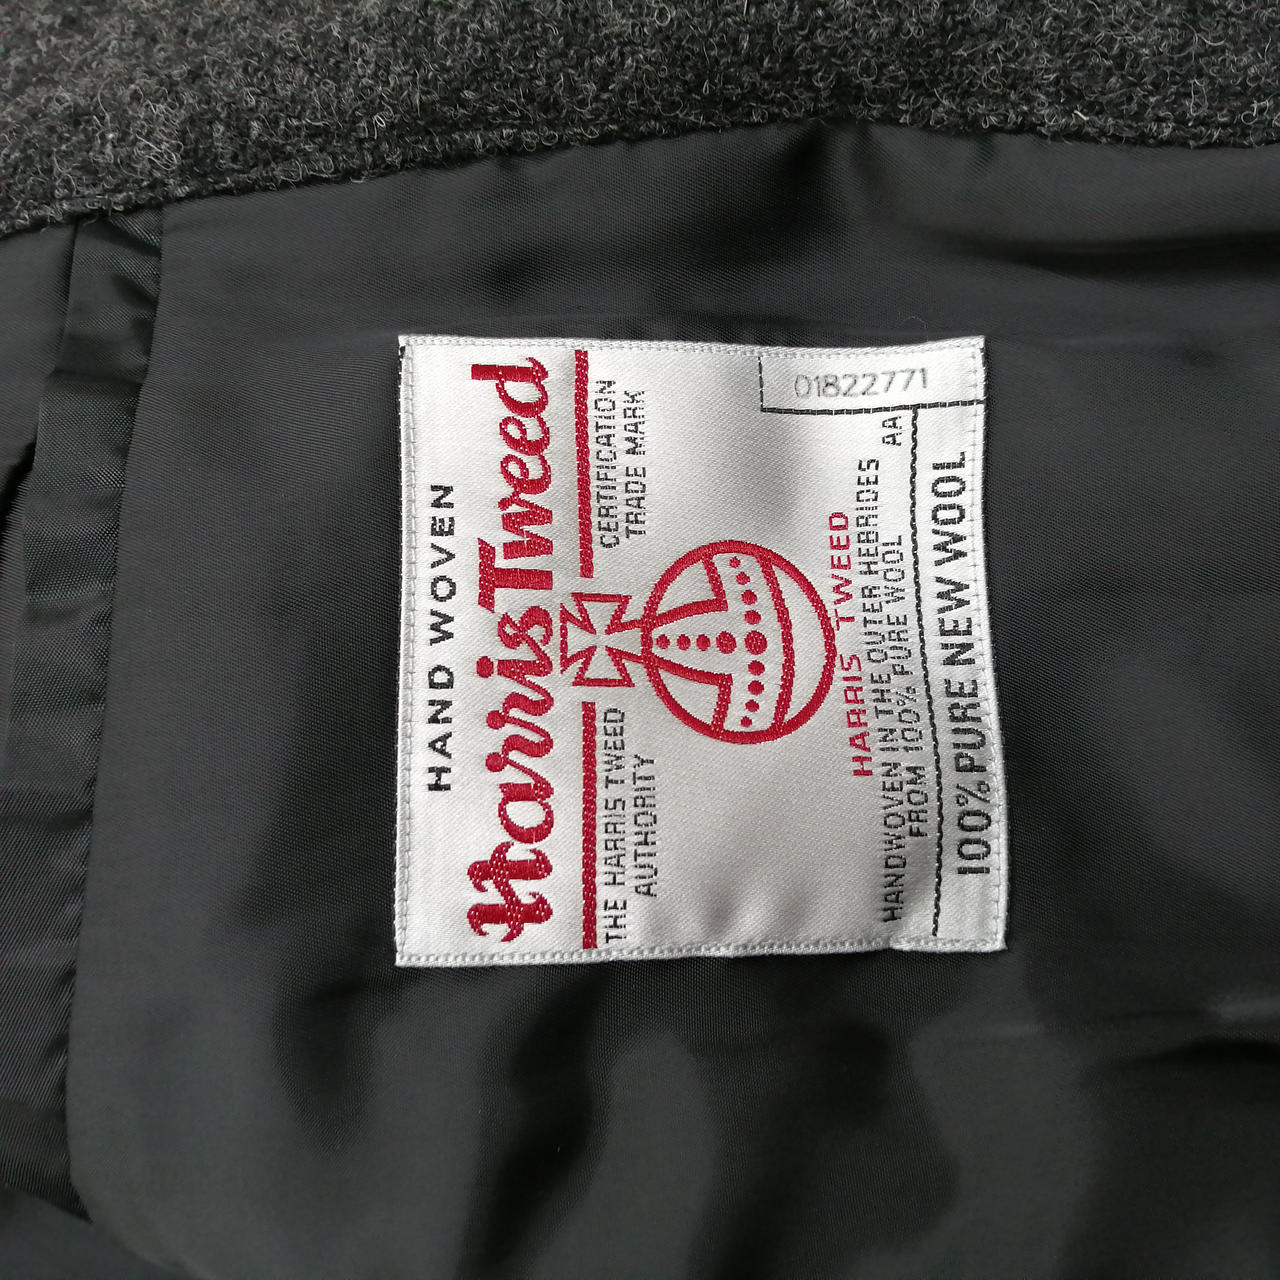 HAND WOVEN
Harris Tweed
THE HARRIS TWEED
AUTHORITY
CERTIFICATION
TRADE MARK
HARRIS TWEED
HANDWOVEN IN THE OUTER HEBRIDES
FROM 100% PURE WOOL
AA
01822771
100% PURE NEW WOOL